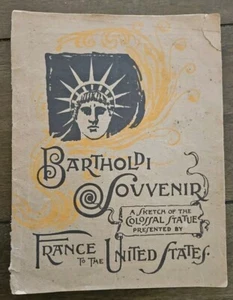 BARTHOLDI
SOUVENIR
A SKETCH OF THE
COLOSSAL STATUE
PRESENTED BY
FRANCE
TO THE UNITED STATES.